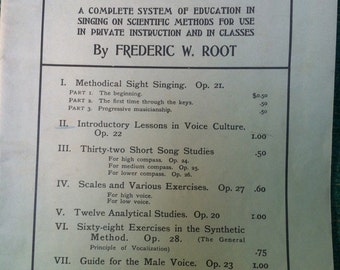 A COMPLETE SYSTEM OF EDUCATION IN
SINGING ON SCIENTIFIC METHODS FOR USE
IN PRIVATE INSTRUCTION AND IN CLASSES
By FREDERIC W. ROOT
I. Methodical Sight Singing. Op. 21.
PART 1. The beginning. $0.50
PART 2. The first time through the keys. .50
PART 3. Progressive musicianship. .50
II. Introductory Lessons in Voice Culture.
Op. 22 1.00
III. Thirty-two Short Song Studies .50
For high compass. Op. 24.
For medium compass. Op. 25.
For lower compass. Op. 26.
IV. Scales and Various Exercises. Op. 27 .60
For high voice.
For low voice.
V. Twelve Analytical Studies. Op. 20 1.00
VI. Sixty-eight Exercises in the Synthetic
Method. Op. 28. (The General
Principle of Vocalization) .75
VII. Guide for the Male Voice. Op. 23 1.00